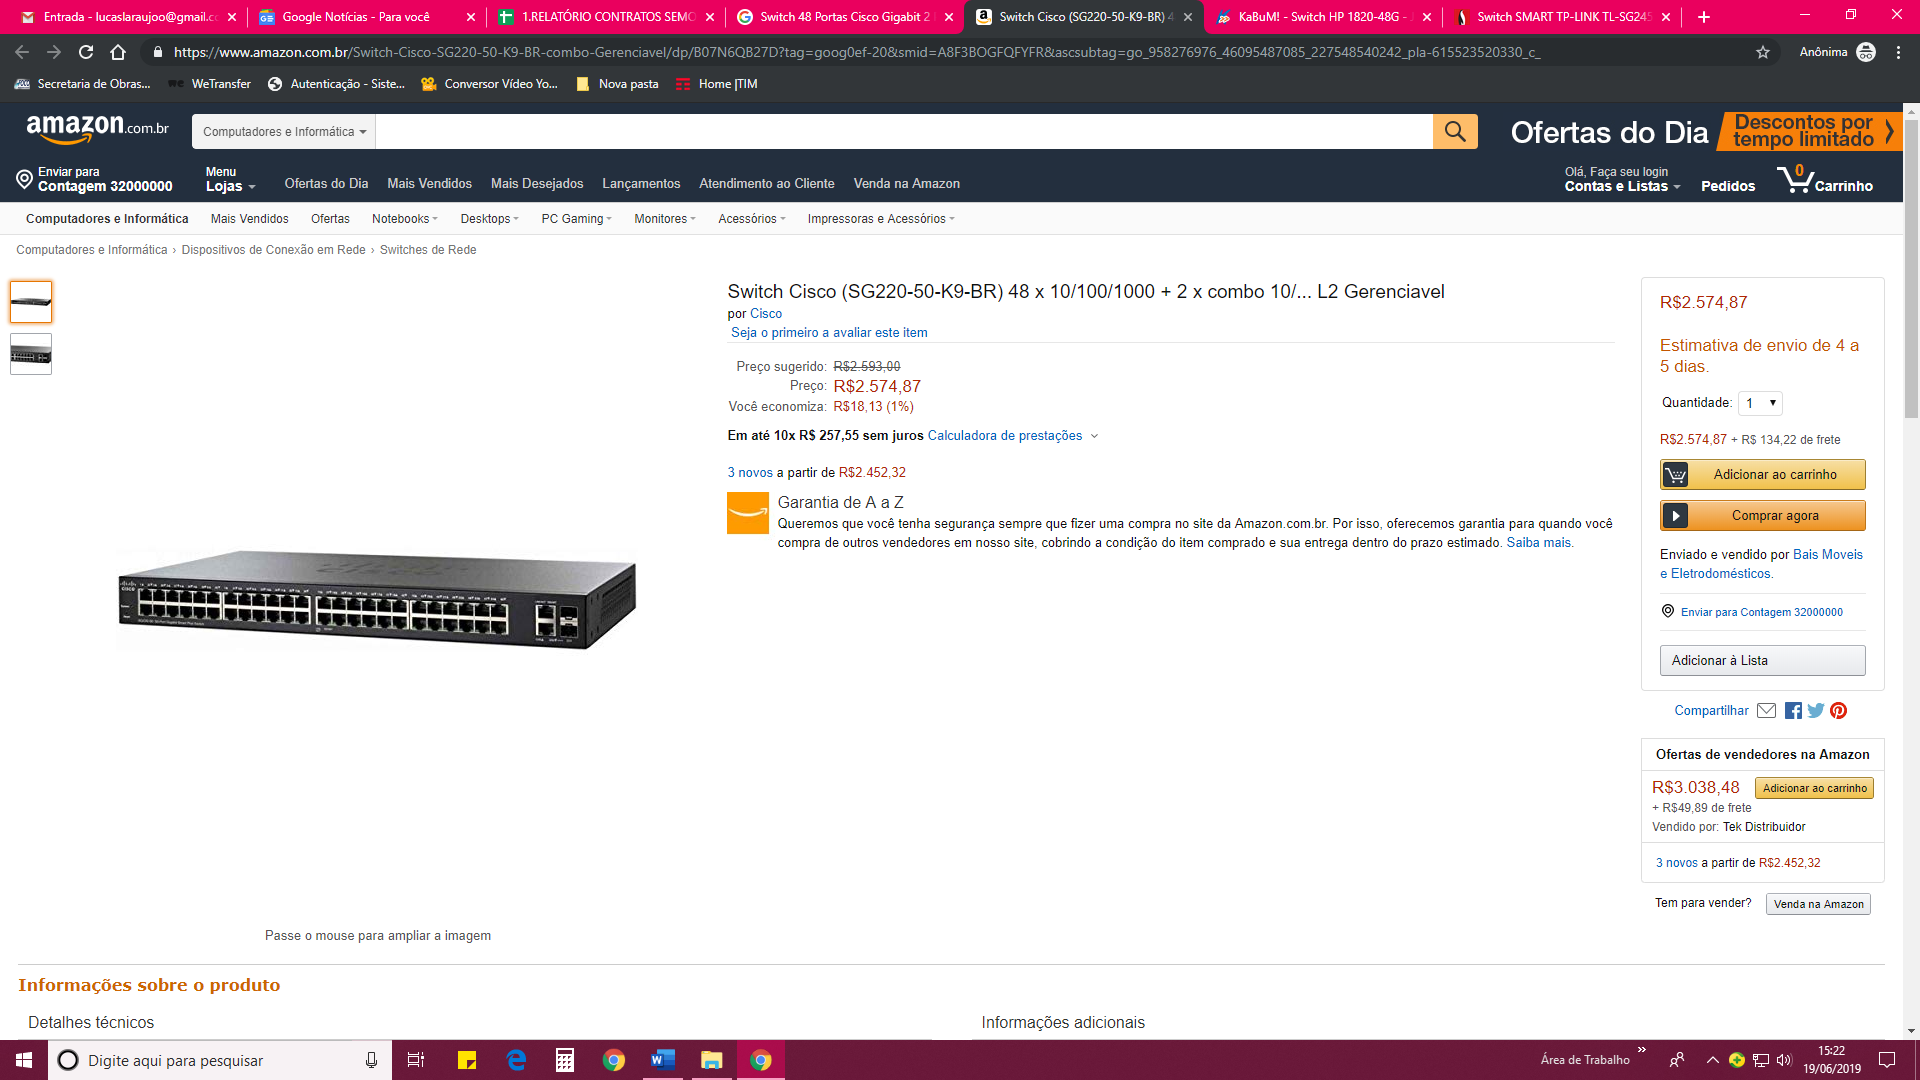 Entrada - lucaslaraujoo@gmail.c
Google Notícias - Para você
1.RELATÓRIO CONTRATOS SEMO
Switch 48 Portas Cisco Gigabit 2
Switch Cisco (SG220-50-K9-BR) 4
KaBuM! - Switch HP 1820-48G - J
Switch SMART TP-LINK TL-SG245
https://www.amazon.com.br/Switch-Cisco-SG220-50-K9-BR-combo-Gerenciavel/dp/B07N6QB27D?tag=goog0ef-20&smid=A8F3BOGFQFYFR&ascsubtag=go_958276976_46095487085_227548540242_pla-615523520330_c_
Anônima
Secretaria de Obras...
WeTransfer
Autenticação - Siste...
Conversor Vídeo Yo...
Nova pasta
Home |TIM
amazon.com.br
Computadores e Informática
Ofertas do Dia
Descontos por
tempo limitado
Enviar para
Contagem 32000000
Menu
Lojas
Ofertas do Dia
Mais Vendidos
Mais Desejados
Lançamentos
Atendimento ao Cliente
Venda na Amazon
Olá, Faça seu login
Contas e Listas
Pedidos
0
Carrinho
Computadores e Informática
Mais Vendidos
Ofertas
Notebooks
Desktops
PC Gaming
Monitores
Acessórios
Impressoras e Acessórios
Computadores e Informática › Dispositivos de Conexão em Rede › Switches de Rede
Switch Cisco (SG220-50-K9-BR) 48 x 10/100/1000 + 2 x combo 10/... L2 Gerenciavel
por Cisco
Seja o primeiro a avaliar este item
Preço sugerido: R$2.593,00
Preço: R$2.574,87
Você economiza: R$18,13 (1%)
Em até 10x R$ 257,55 sem juros Calculadora de prestações
3 novos a partir de R$2.452,32
Garantia de A a Z
Queremos que você tenha segurança sempre que fizer uma compra no site da Amazon.com.br. Por isso, oferecemos garantia para quando você
compra de outros vendedores em nosso site, cobrindo a condição do item comprado e sua entrega dentro do prazo estimado. Saiba mais.
R$2.574,87
Estimativa de envio de 4 a
5 dias.
Quantidade: 1
R$2.574,87 + R$ 134,22 de frete
Adicionar ao carrinho
Comprar agora
Enviado e vendido por Bais Moveis
e Eletrodomésticos.
Enviar para Contagem 32000000
Adicionar à Lista
Compartilhar
Ofertas de vendedores na Amazon
R$3.038,48
Adicionar ao carrinho
+ R$49,89 de frete
Vendido por: Tek Distribuidor
3 novos a partir de R$2.452,32
Tem para vender?
Venda na Amazon
Passe o mouse para ampliar a imagem
Informações sobre o produto
Detalhes técnicos
Informações adicionais
Digite aqui para pesquisar
Área de Trabalho
15:22
19/06/2019